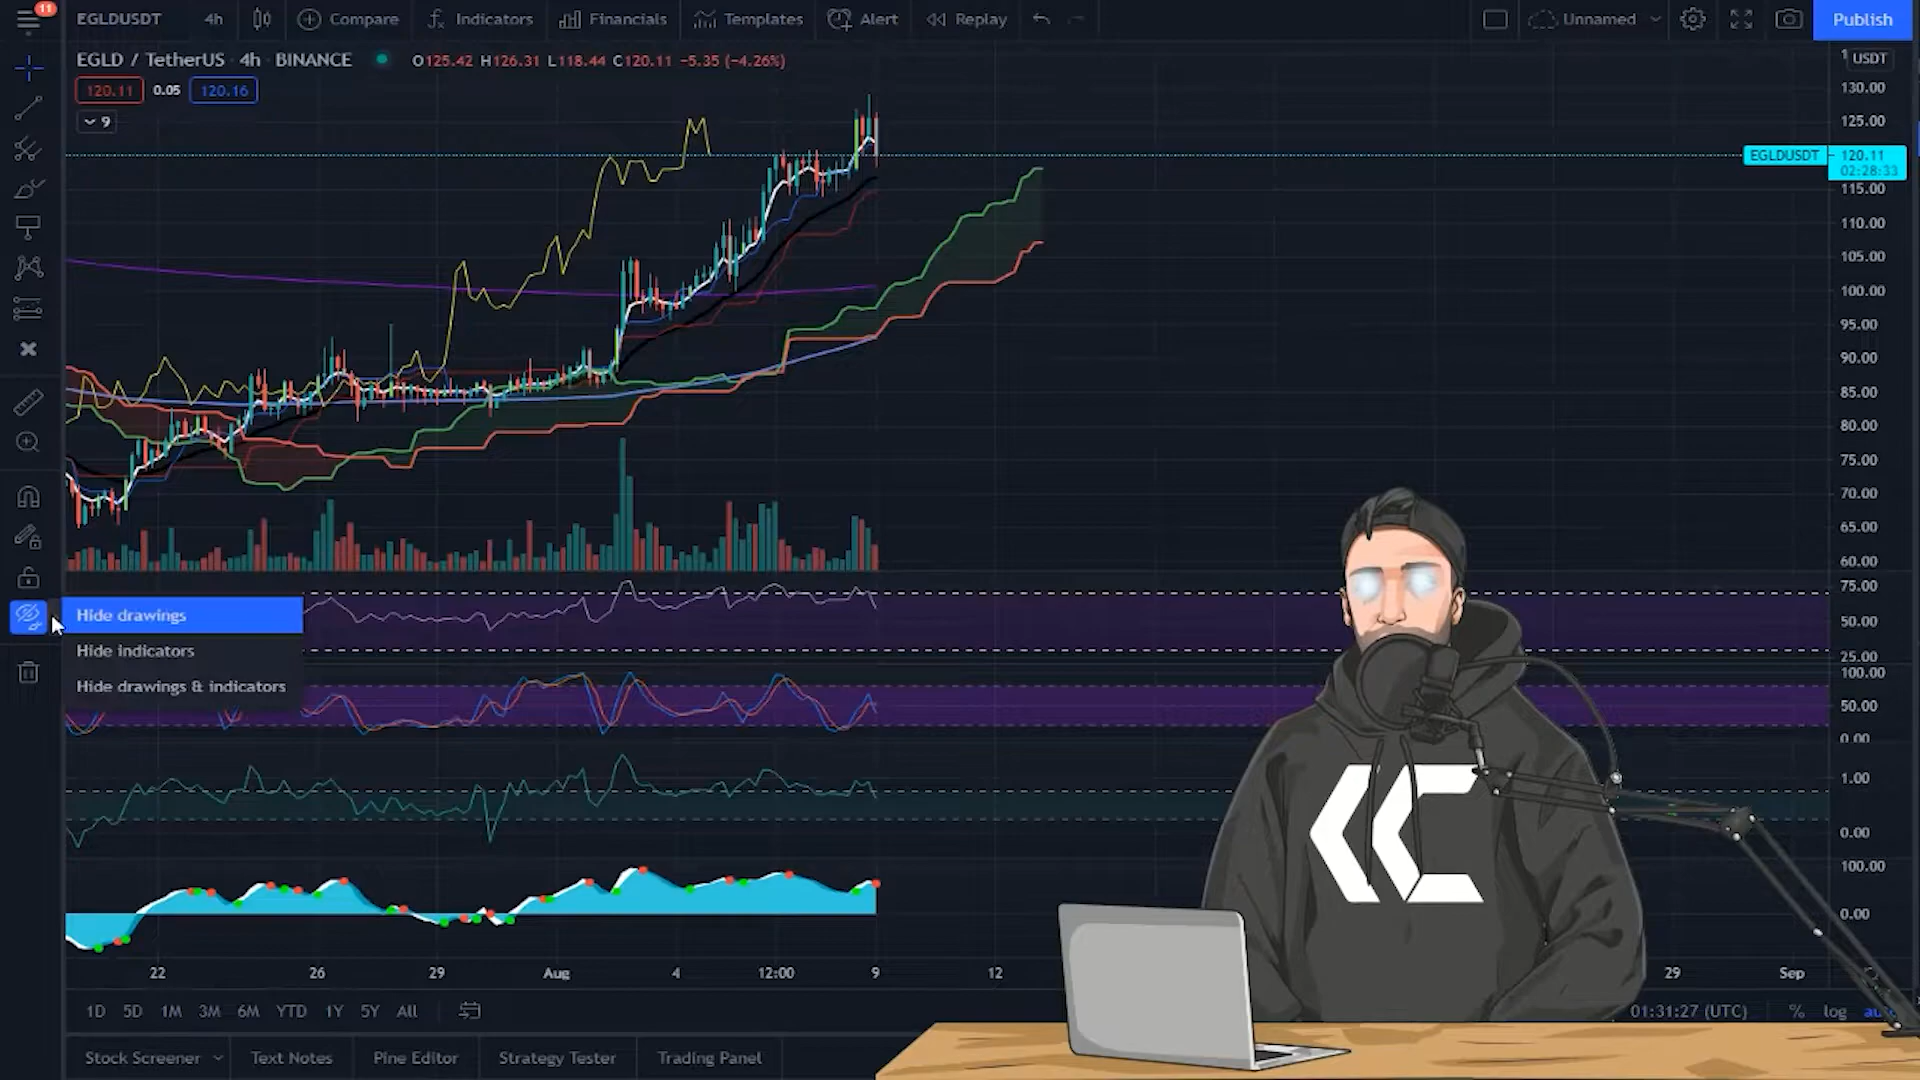 11
EGLDUSDT 4h Compare Indicators Financials Templates Alert Replay Unnamed Publish
EGLD / TetherUS · 4h · BINANCE O125.42 H126.31 L118.44 C120.11 −5.35 (−4.26%)
120.11 0.05 120.16
9
USDT
130.00
125.00
EGLDUSDT 120.11
02:28:33
115.00
110.00
105.00
100.00
95.00
90.00
85.00
80.00
75.00
70.00
65.00
60.00
75.00
50.00
25.00
Hide drawings
Hide indicators
Hide drawings & indicators
100.00
50.00
0.00
1.00
0.00
100.00
0.00
22 26 29 Aug 4 12:00 9 12 29 Sep
1D 5D 1M 3M 6M YTD 1Y 5Y All 01:31:27 (UTC) % log
Stock Screener Text Notes Pine Editor Strategy Tester Trading Panel